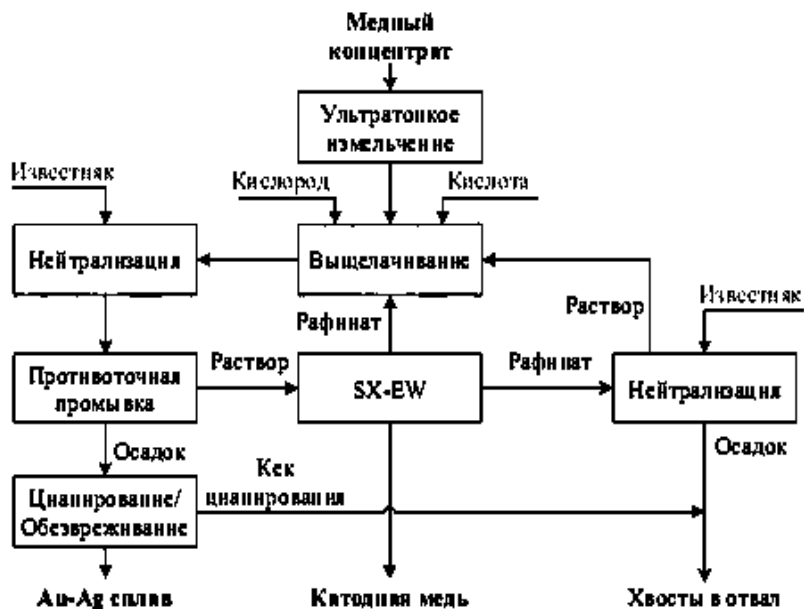 Медный
концентрат
Ультратонкое
измельчение
Известняк
Кислород
Кислота
Нейтрализация
Выщелачивание
Рафинат
Раствор
Известняк
Противоточная
промывка
Раствор
SX-EW
Рафинат
Нейтрализация
Осадок
Кек
цианирования
Осадок
Цианирование/
Обезвреживание
Au-Ag сплав
Катодная медь
Хвосты в отвал